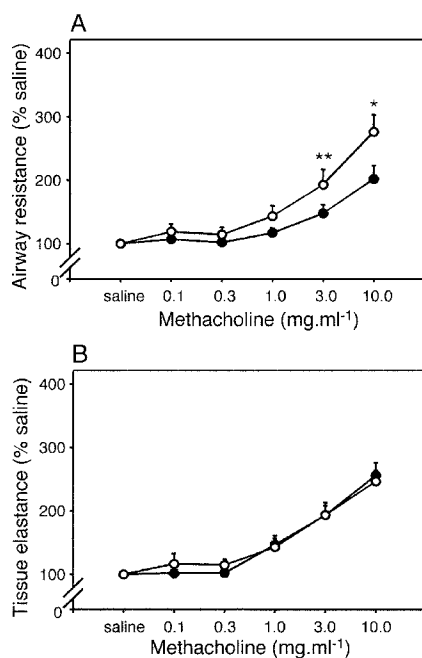 A
Airway resistance (% saline)
400
300
200
100
0
**
*
saline 0.1 0.3 1.0 3.0 10.0
Methacholine (mg.ml-1)
B
Tissue elastance (% saline)
400
300
200
100
0
saline 0.1 0.3 1.0 3.0 10.0
Methacholine (mg.ml-1)